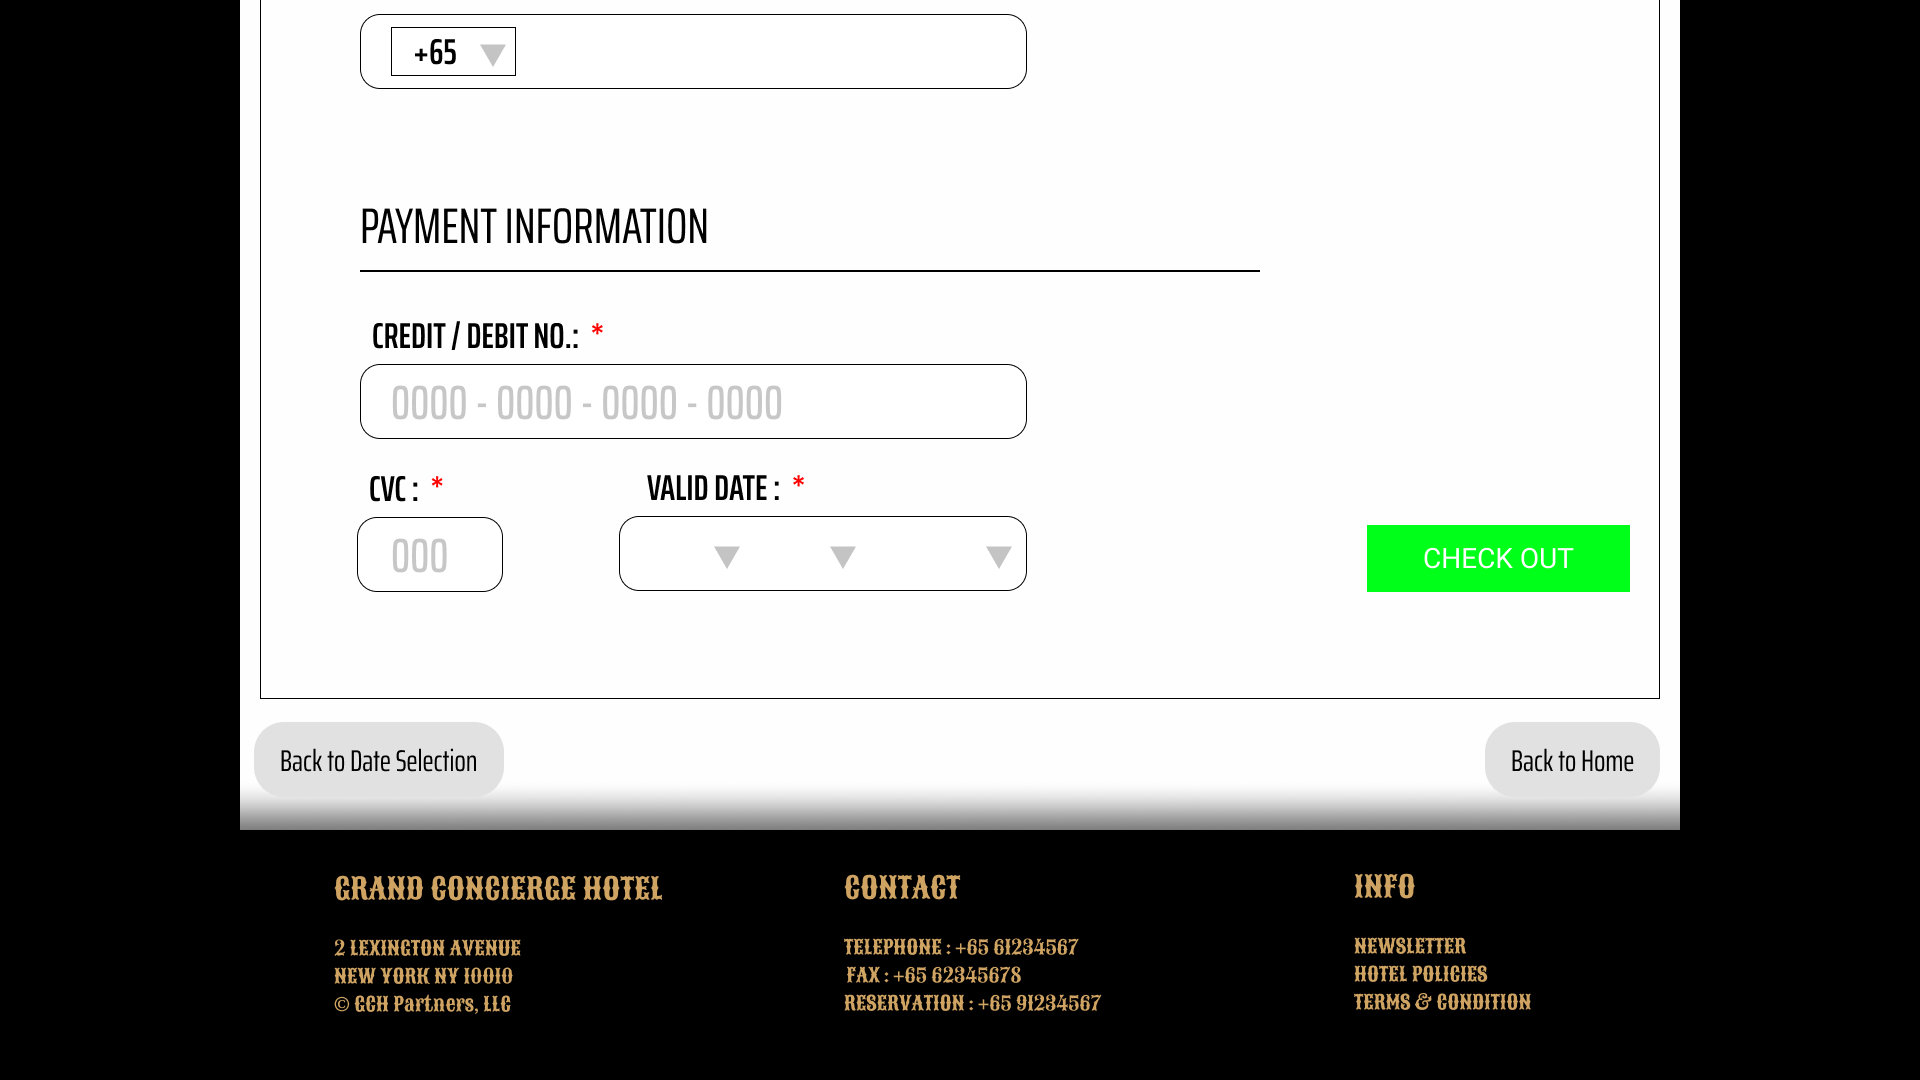 +65
PAYMENT INFORMATION
CREDIT / DEBIT NO.: *
0000 - 0000 - 0000 - 0000
CVC : *
VALID DATE : *
000
CHECK OUT
Back to Date Selection
Back to Home
GRAND CONCIERGE HOTEL
2 LEXINGTON AVENUE
NEW YORK NY 10010
© GCH Partners, LLC
CONTACT
TELEPHONE : +65 61234567
FAX : +65 62345678
RESERVATION : +65 91234567
INFO
NEWSLETTER
HOTEL POLICIES
TERMS & CONDITION